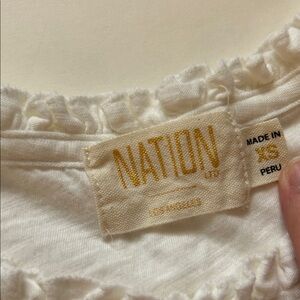 NATION
LTD
LOS ANGELES
MADE IN
XS
PERU